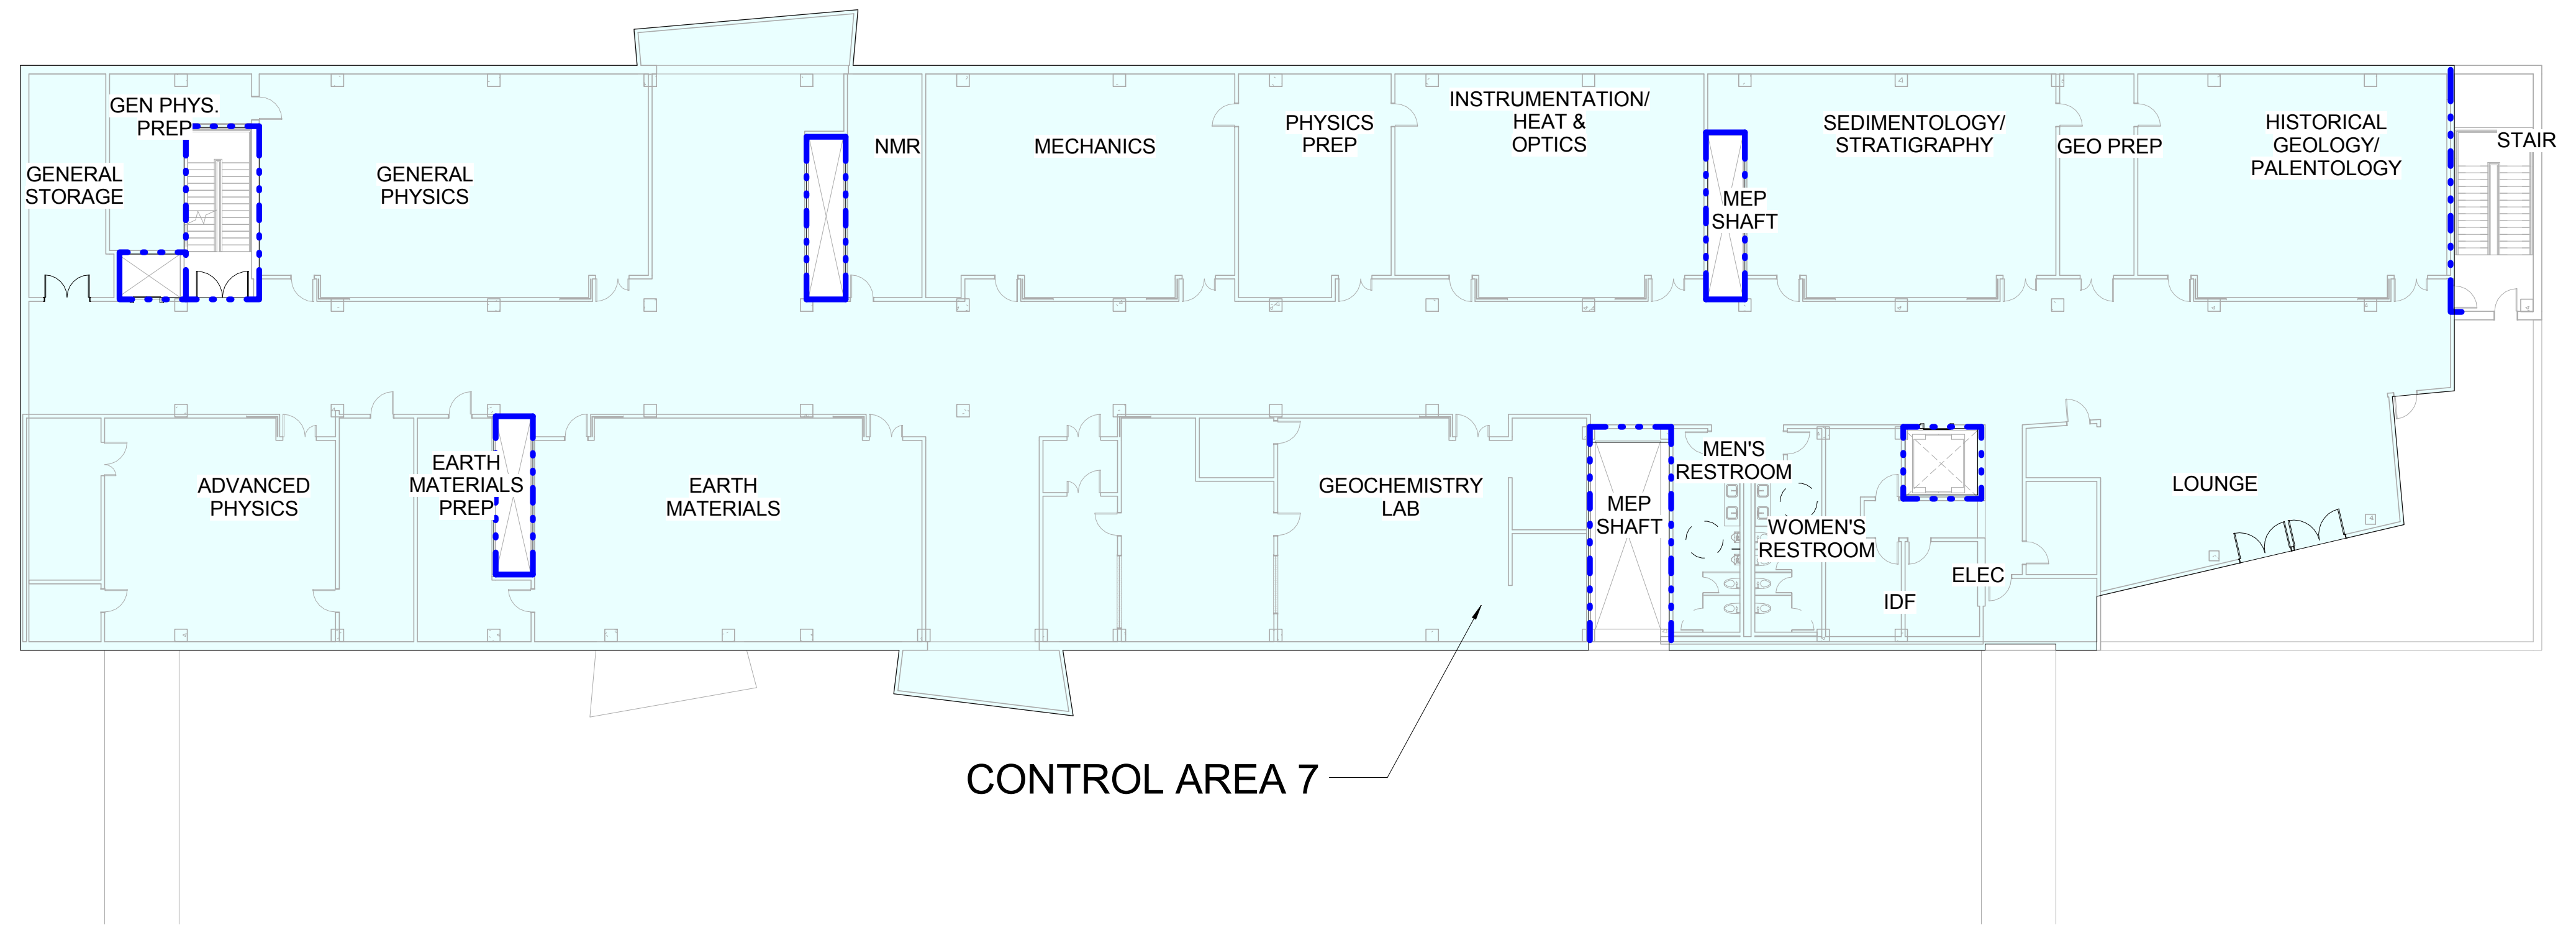 GEN PHYS.
PREP
GENERAL
STORAGE
GENERAL
PHYSICS
NMR
MECHANICS
PHYSICS
PREP
INSTRUMENTATION/
HEAT &
OPTICS
MEP
SHAFT
SEDIMENTOLOGY/
STRATIGRAPHY
GEO PREP
HISTORICAL
GEOLOGY/
PALENTOLOGY
STAIR
ADVANCED
PHYSICS
EARTH
MATERIALS
PREP
EARTH
MATERIALS
GEOCHEMISTRY
LAB
MEP
SHAFT
MEN'S
RESTROOM
WOMEN'S
RESTROOM
IDF
ELEC
LOUNGE
CONTROL AREA 7